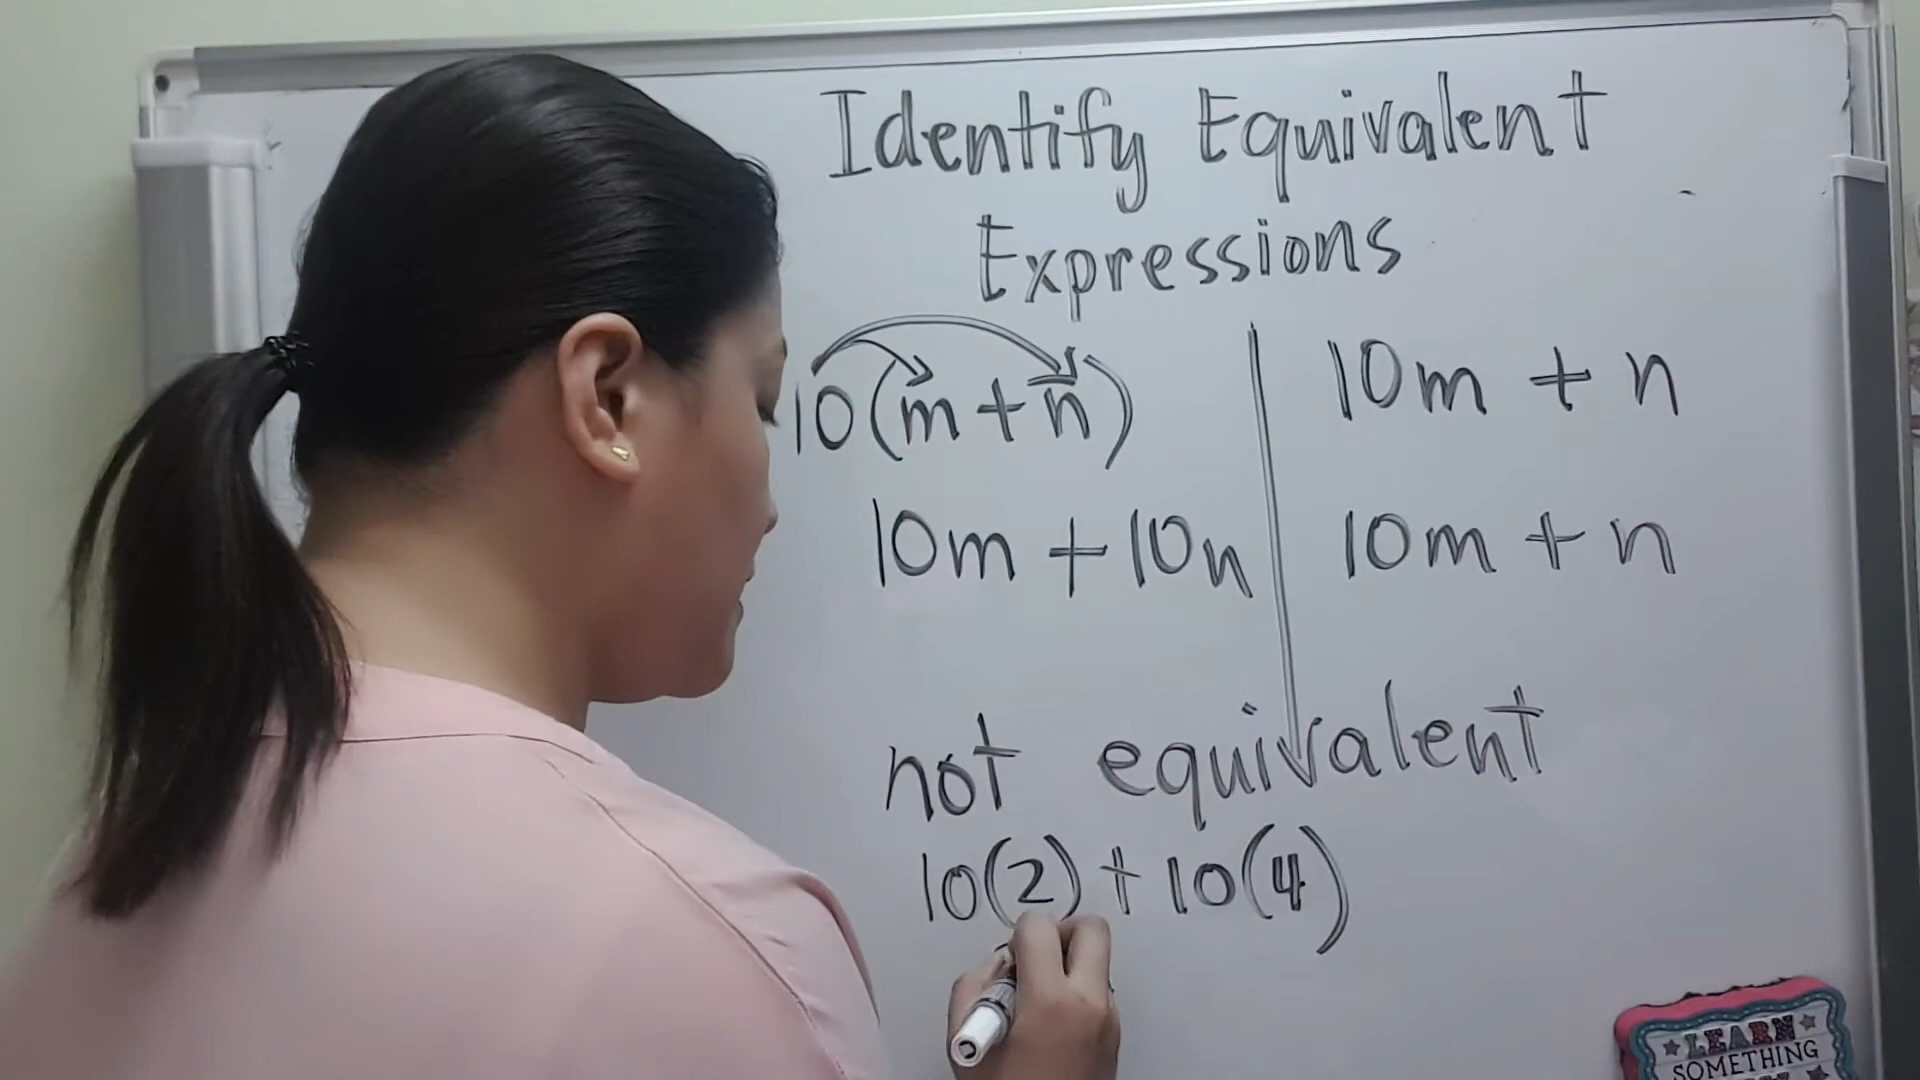 Identify Equivalent
Expressions
10(m+n)
10m + n
10m + 10n
10m + n
not equivalent
10(2) + 10(4)
LEARN
SOMETHING